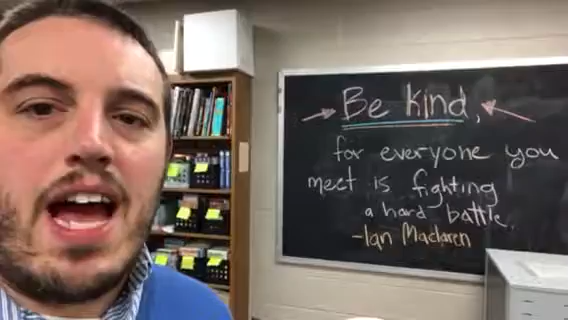 Be kind,
for everyone you
meet is fighting
a hard battle.
-Ian Maclaren